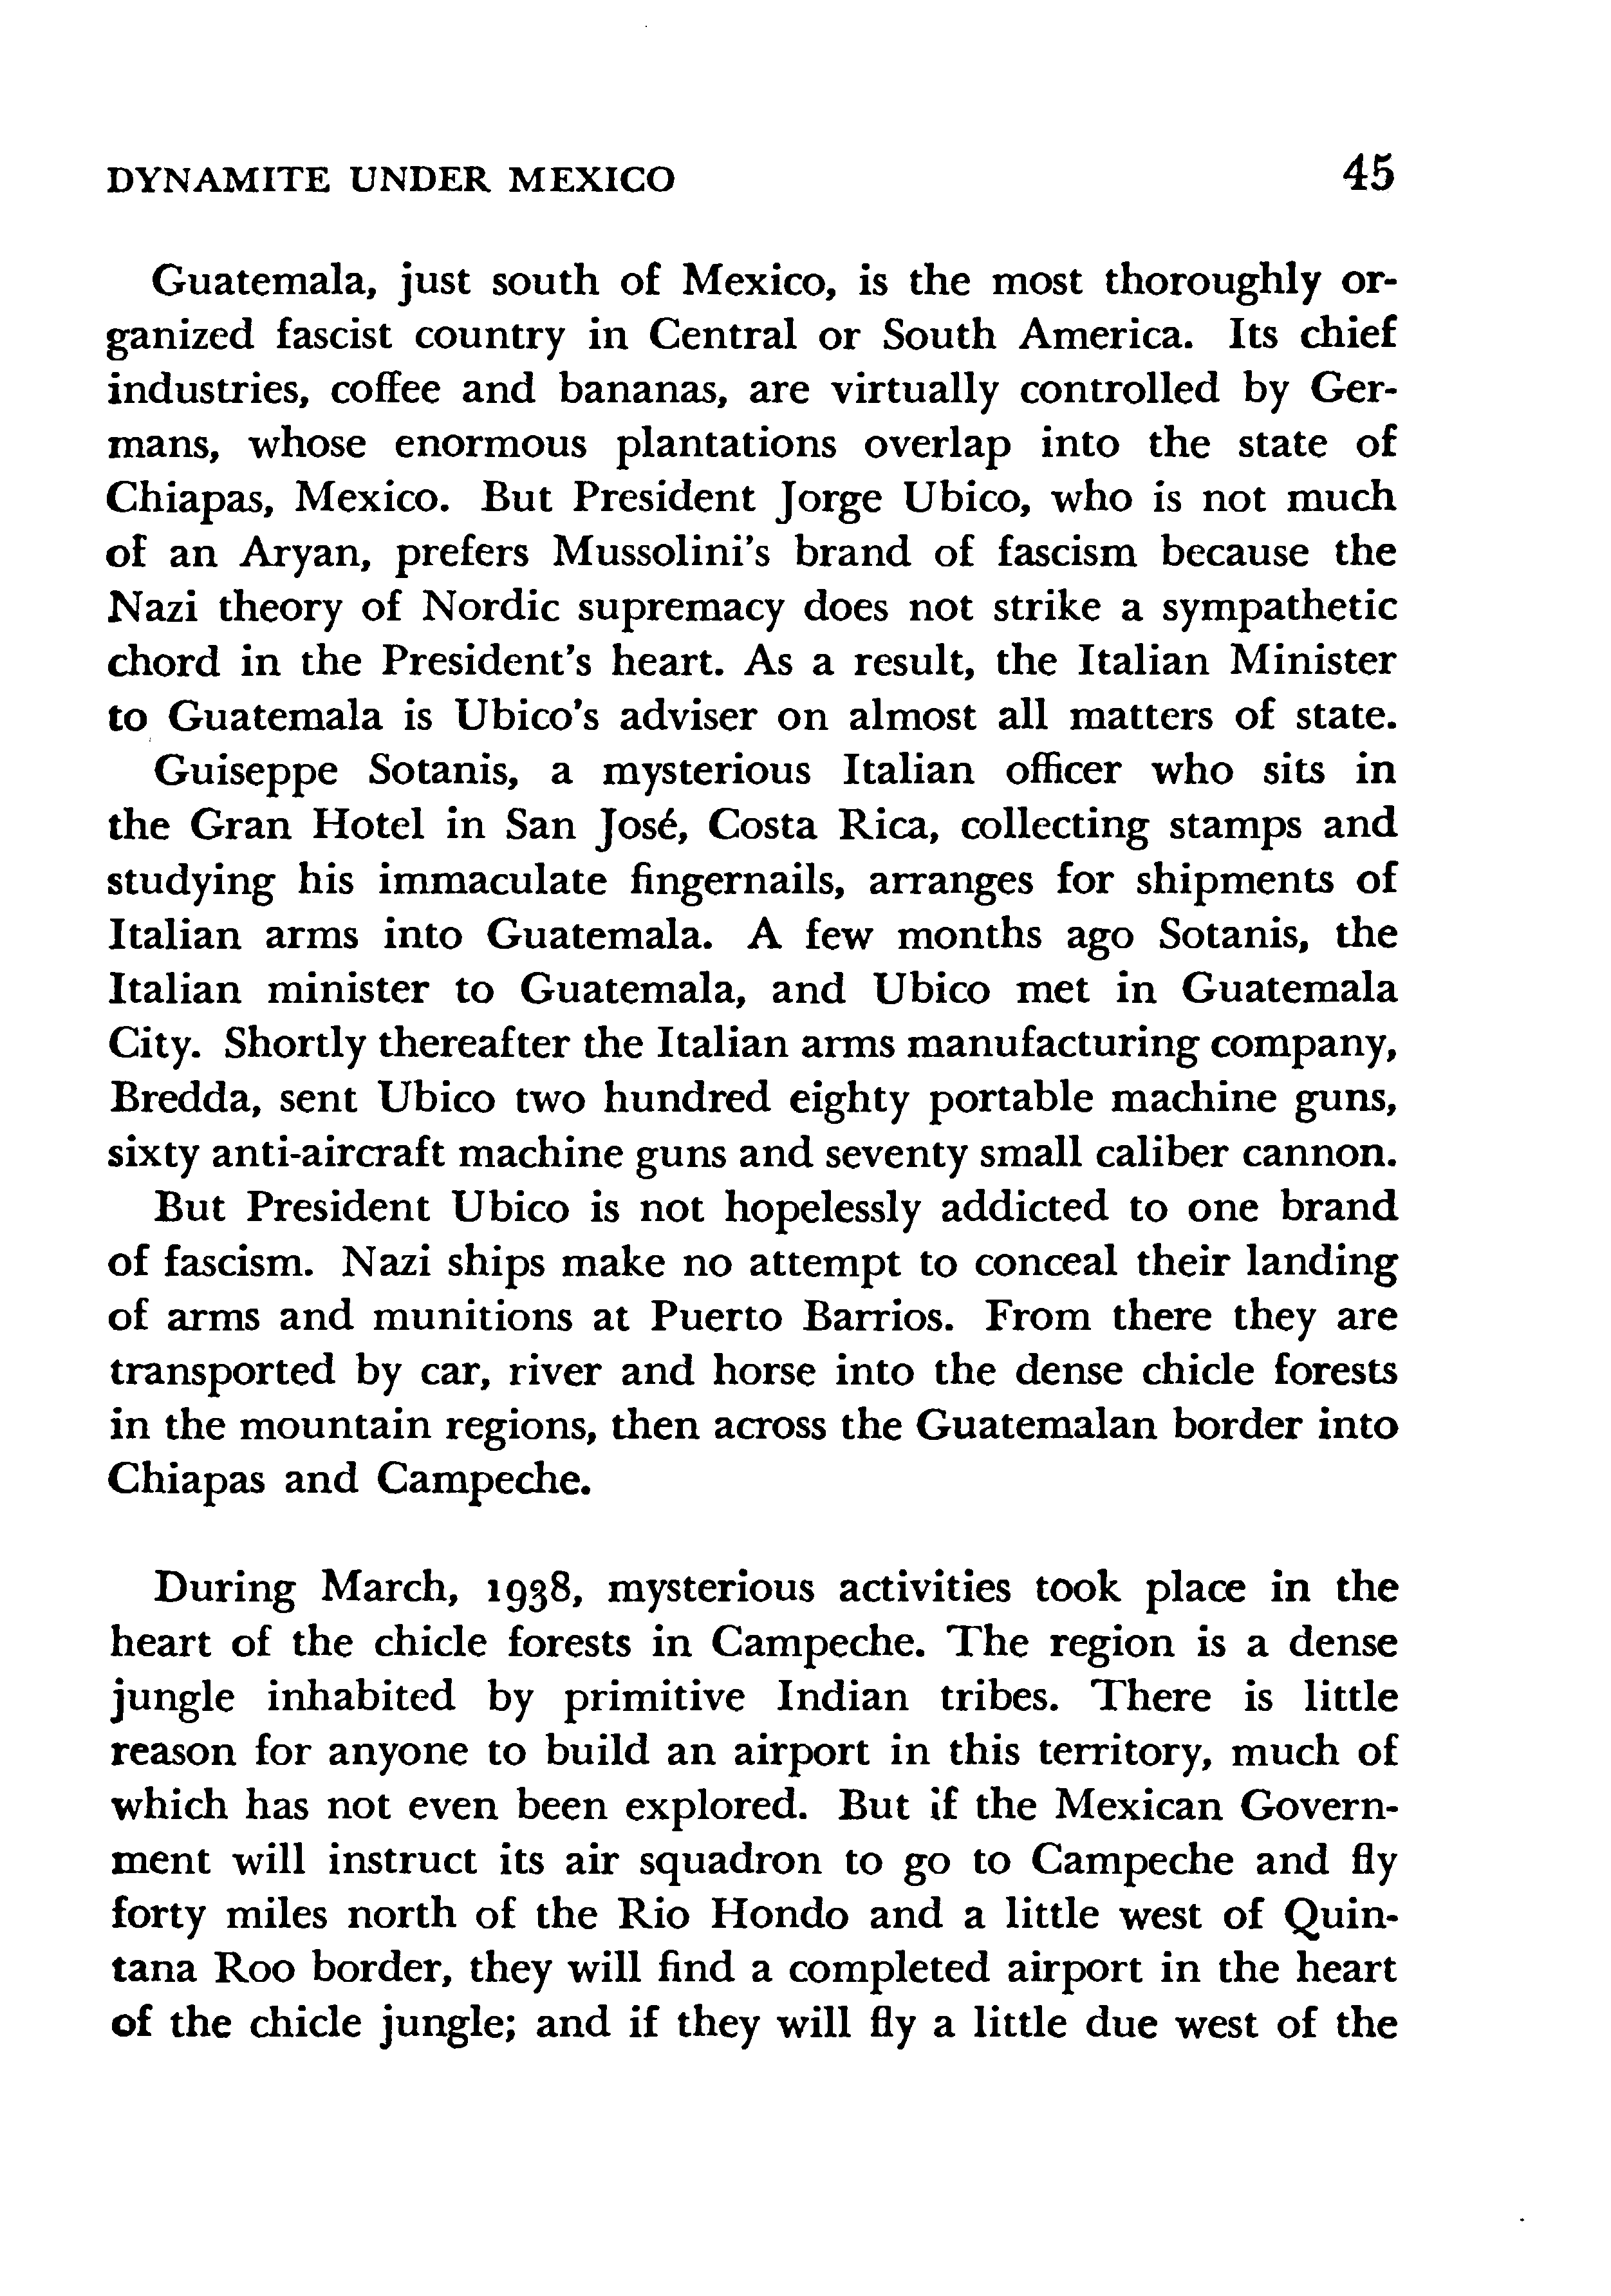 DYNAMITE UNDER MEXICO 45
Guatemala, just south of Mexico, is the most thoroughly or-
ganized fascist country in Central or South America. Its chief
industries, coffee and bananas, are virtually controlled by Ger-
mans, whose enormous plantations overlap into the state of
Chiapas, Mexico. But President Jorge Ubico, who is not much
of an Aryan, prefers Mussolini's brand of fascism because the
Nazi theory of Nordic supremacy does not strike a sympathetic
chord in the President's heart. As a result, the Italian Minister
to Guatemala is Ubico's adviser on almost all matters of state.
Guiseppe Sotanis, a mysterious Italian officer who sits in
the Gran Hotel in San José, Costa Rica, collecting stamps and
studying his immaculate fingernails, arranges for shipments of
Italian arms into Guatemala. A few months ago Sotanis, the
Italian minister to Guatemala, and Ubico met in Guatemala
City. Shortly thereafter the Italian arms manufacturing company,
Bredda, sent Ubico two hundred eighty portable machine guns,
sixty anti-aircraft machine guns and seventy small caliber cannon.
But President Ubico is not hopelessly addicted to one brand
of fascism. Nazi ships make no attempt to conceal their landing
of arms and munitions at Puerto Barrios. From there they are
transported by car, river and horse into the dense chicle forests
in the mountain regions, then across the Guatemalan border into
Chiapas and Campeche.
During March, 1938, mysterious activities took place in the
heart of the chicle forests in Campeche. The region is a dense
jungle inhabited by primitive Indian tribes. There is little
reason for anyone to build an airport in this territory, much of
which has not even been explored. But if the Mexican Govern-
ment will instruct its air squadron to go to Campeche and fly
forty miles north of the Rio Hondo and a little west of Quin-
tana Roo border, they will find a completed airport in the heart
of the chicle jungle; and if they will fly a little due west of the